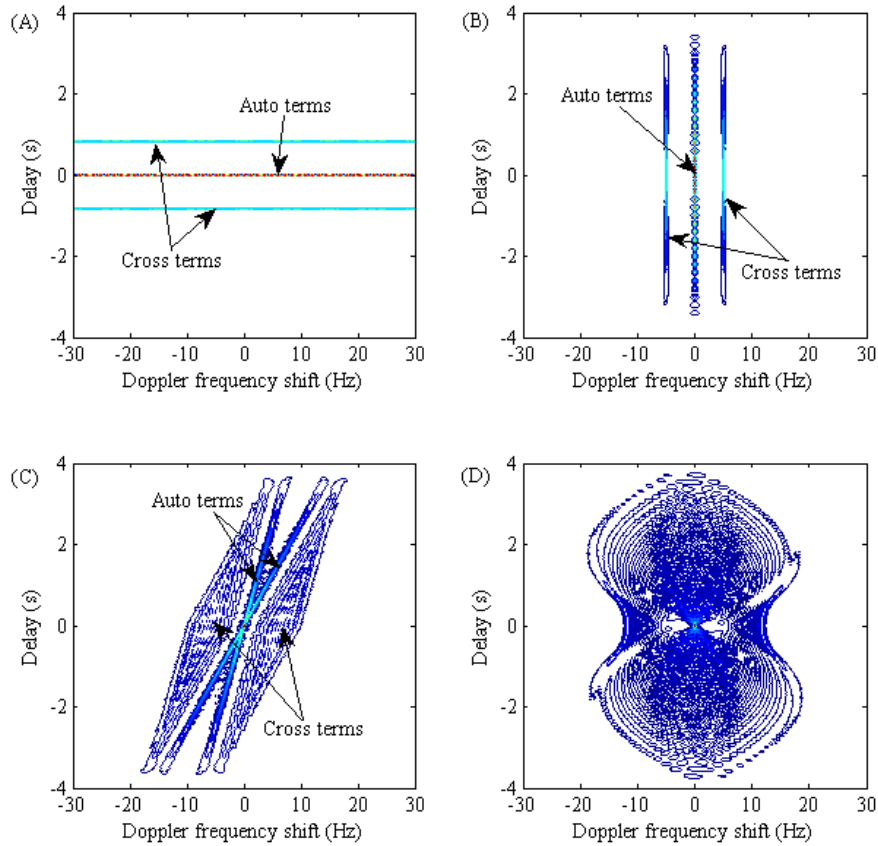 (A)
4
2
0
-2
-4
Delay (s)
Auto terms
Cross terms
-30 -20 -10 0 10 20 30
Doppler frequency shift (Hz)
(B)
4
2
0
-2
-4
Delay (s)
Auto terms
Cross terms
-30 -20 -10 0 10 20 30
Doppler frequency shift (Hz)
(C)
4
2
0
-2
-4
Delay (s)
Auto terms
Cross terms
-30 -20 -10 0 10 20 30
Doppler frequency shift (Hz)
(D)
4
2
0
-2
-4
Delay (s)
-30 -20 -10 0 10 20 30
Doppler frequency shift (Hz)